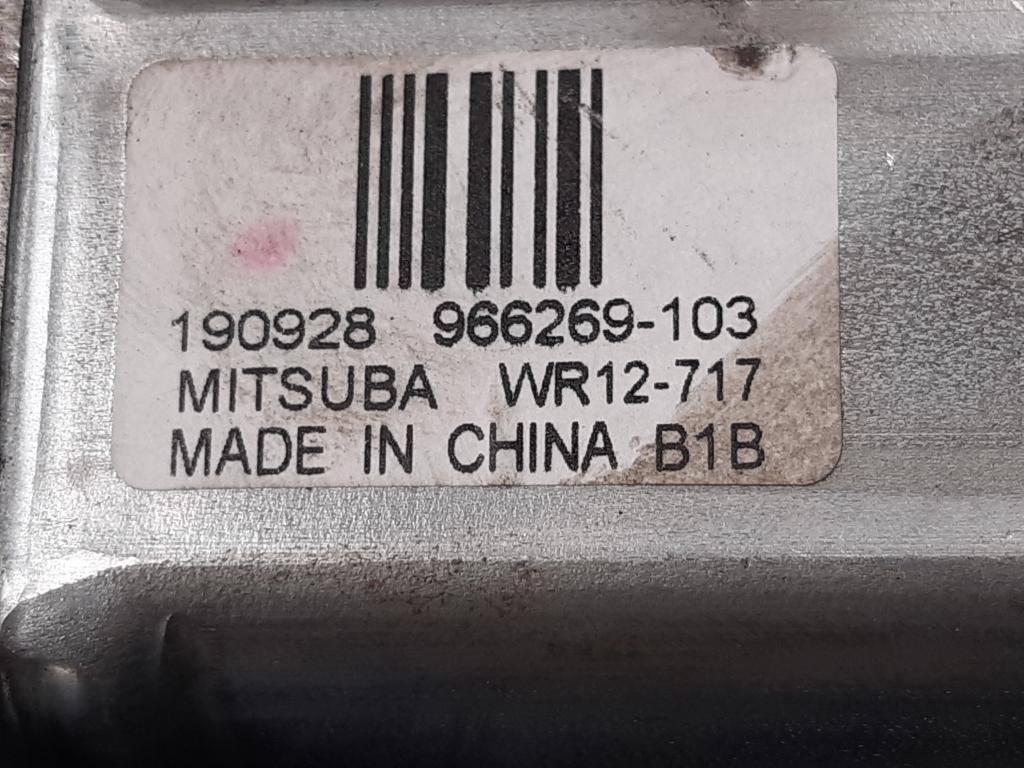 190928 966269-103
MITSUBA WR12-717
MADE IN CHINA B1B